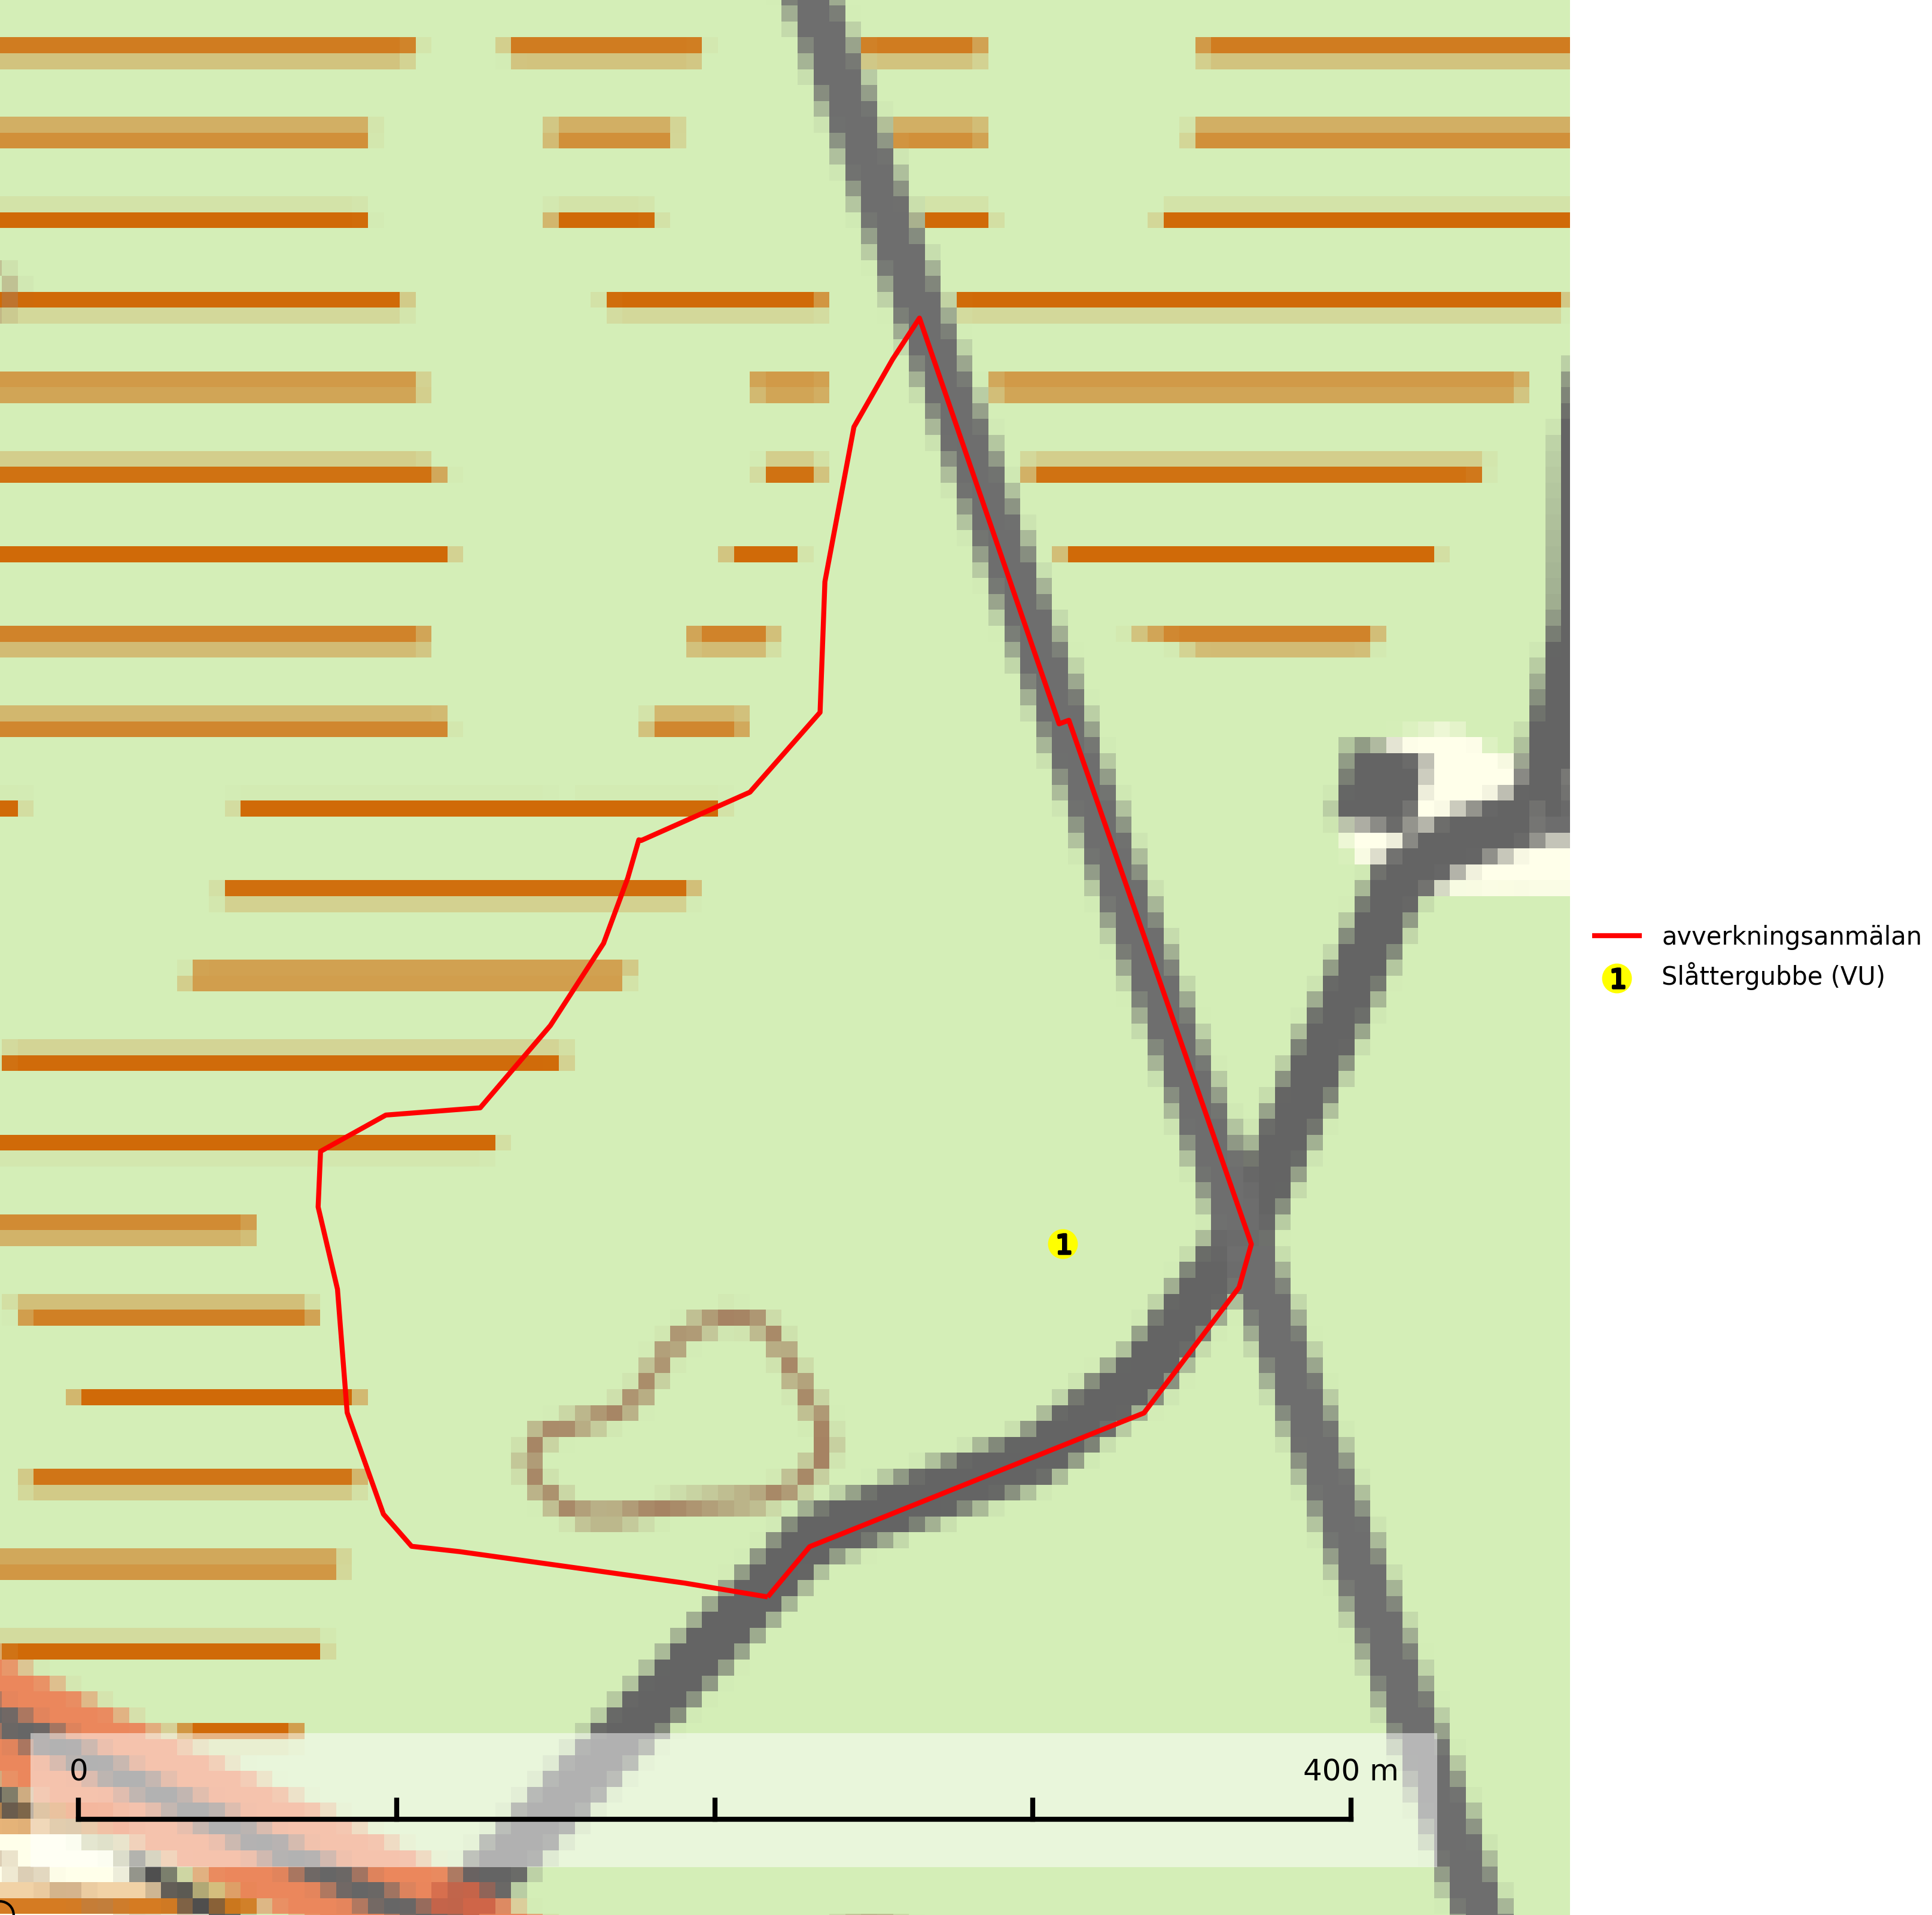 avverkningsanmälan
1 Slåttergubbe (VU)
1
0 400 m